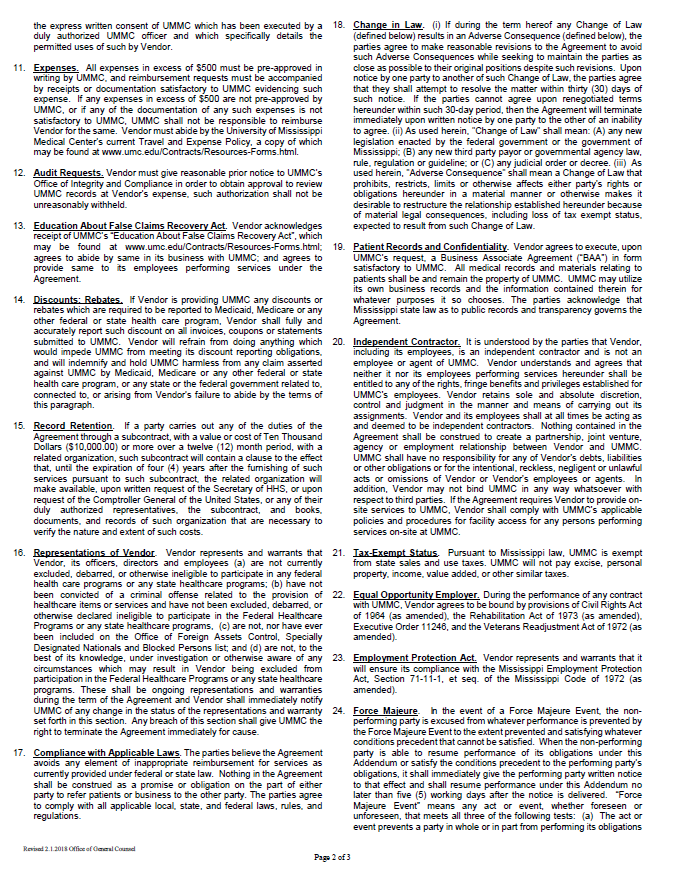 the express written consent of UMMC which has been executed by a
duly authorized UMMC officer and which specifically details the
permitted uses of such by Vendor.
11. Expenses. All expenses in excess of $500 must be pre-approved in
writing by UMMC, and reimbursement requests must be accompanied
by receipts or documentation satisfactory to UMMC evidencing such
expense. If any expenses in excess of $500 are not pre-approved by
UMMC, or if any of the documentation of any such expenses is not
satisfactory to UMMC, UMMC shall not be responsible to reimburse
Vendor for the same. Vendor must abide by the University of Mississippi
Medical Center's current Travel and Expense Policy, a copy of which
may be found at www.umc.edu/Contracts/Resources-Forms.html.
12. Audit Requests. Vendor must give reasonable prior notice to UMMC's
Office of Integrity and Compliance in order to obtain approval to review
UMMC records at Vendor's expense, such authorization shall not be
unreasonably withheld.
13. Education About False Claims Recovery Act. Vendor acknowledges
receipt of UMMC's "Education About False Claims Recovery Act", which
may be found at www.umc.edu/Contracts/Resources-Forms.html;
agrees to abide by same in its business with UMMC; and agrees to
provide same to its employees performing services under the
Agreement.
14. Discounts; Rebates. If Vendor is providing UMMC any discounts or
rebates which are required to be reported to Medicaid, Medicare or any
other federal or state health care program, Vendor shall fully and
accurately report such discount on all invoices, coupons or statements
submitted to UMMC. Vendor will refrain from doing anything which
would impede UMMC from meeting its discount reporting obligations,
and will indemnify and hold UMMC harmless from any claim asserted
against UMMC by Medicaid, Medicare or any other federal or state
health care program, or any state or the federal government related to,
connected to, or arising from Vendor's failure to abide by the terms of
this paragraph.
15. Record Retention. If a party carries out any of the duties of the
Agreement through a subcontract, with a value or cost of Ten Thousand
Dollars ($10,000.00) or more over a twelve (12) month period, with a
related organization, such subcontract will contain a clause to the effect
that, until the expiration of four (4) years after the furnishing of such
services pursuant to such subcontract, the related organization will
make available, upon written request of the Secretary of HHS, or upon
request of the Comptroller General of the United States, or any of their
duly authorized representatives, the subcontract, and books,
documents, and records of such organization that are necessary to
verify the nature and extent of such costs.
16. Representations of Vendor. Vendor represents and warrants that
Vendor, its officers, directors and employees (a) are not currently
excluded, debarred, or otherwise ineligible to participate in any federal
health care programs or any state healthcare programs; (b) have not
been convicted of a criminal offense related to the provision of
healthcare items or services and have not been excluded, debarred, or
otherwise declared ineligible to participate in the Federal Healthcare
Programs or any state healthcare programs, (c) are not, nor have ever
been included on the Office of Foreign Assets Control, Specially
Designated Nationals and Blocked Persons list; and (d) are not, to the
best of its knowledge, under investigation or otherwise aware of any
circumstances which may result in Vendor being excluded from
participation in the Federal Healthcare Programs or any state healthcare
programs. These shall be ongoing representations and warranties
during the term of the Agreement and Vendor shall immediately notify
UMMC of any change in the status of the representations and warranty
set forth in this section. Any breach of this section shall give UMMC the
right to terminate the Agreement immediately for cause.
17. Compliance with Applicable Laws. The parties believe the Agreement
avoids any element of inappropriate reimbursement for services as
currently provided under federal or state law. Nothing in the Agreement
shall be construed as a promise or obligation on the part of either
party to refer patients or business to the other party. The parties agree
to comply with all applicable local, state, and federal laws, rules, and
regulations.
18. Change in Law. (i) If during the term hereof any Change of Law
(defined below) results in an Adverse Consequence (defined below), the
parties agree to make reasonable revisions to the Agreement to avoid
such Adverse Consequences while seeking to maintain the parties as
close as possible to their original positions despite such revisions. Upon
notice by one party to another of such Change of Law, the parties agree
that they shall attempt to resolve the matter within thirty (30) days of
such notice. If the parties cannot agree upon renegotiated terms
hereunder within such 30-day period, then the Agreement will terminate
immediately upon written notice by one party to the other of an inability
to agree. (ii) As used herein, "Change of Law" shall mean: (A) any new
legislation enacted by the federal government or the government of
Mississippi; (B) any new third party payor or governmental agency law,
rule, regulation or guideline; or (C) any judicial order or decree. (iii) As
used herein, "Adverse Consequence" shall mean a Change of Law that
prohibits, restricts, limits or otherwise affects either party's rights or
obligations hereunder in a material manner or otherwise makes it
desirable to restructure the relationship established hereunder because
of material legal consequences, including loss of tax exempt status,
expected to result from such Change of Law.
19. Patient Records and Confidentiality. Vendor agrees to execute, upon
UMMC's request, a Business Associate Agreement ("BAA") in form
satisfactory to UMMC. All medical records and materials relating to
patients shall be and remain the property of UMMC. UMMC may utilize
its own business records and the information contained therein for
whatever purposes it so chooses. The parties acknowledge that
Mississippi state law as to public records and transparency governs the
Agreement.
20. Independent Contractor. It is understood by the parties that Vendor,
including its employees, is an independent contractor and is not an
employee or agent of UMMC. Vendor understands and agrees that
neither it nor its employees performing services hereunder shall be
entitled to any of the rights, fringe benefits and privileges established for
UMMC's employees. Vendor retains sole and absolute discretion,
control and judgment in the manner and means of carrying out its
assignments. Vendor and its employees shall at all times be acting as
and deemed to be independent contractors. Nothing contained in the
Agreement shall be construed to create a partnership, joint venture,
agency or employment relationship between Vendor and UMMC.
UMMC shall have no responsibility for any of Vendor's debts, liabilities
or other obligations or for the intentional, reckless, negligent or unlawful
acts or omissions of Vendor or Vendor's employees or agents. In
addition, Vendor may not bind UMMC in any way whatsoever with
respect to third parties. If the Agreement requires Vendor to provide on-
site services to UMMC, Vendor shall comply with UMMC's applicable
policies and procedures for facility access for any persons performing
services on-site at UMMC.
21. Tax-Exempt Status. Pursuant to Mississippi law, UMMC is exempt
from state sales and use taxes. UMMC will not pay excise, personal
property, income, value added, or other similar taxes.
22. Equal Opportunity Employer. During the performance of any contract
with UMMC, Vendor agrees to be bound by provisions of Civil Rights Act
of 1964 (as amended), the Rehabilitation Act of 1973 (as amended),
Executive Order 11246, and the Veterans Readjustment Act of 1972 (as
amended).
23. Employment Protection Act. Vendor represents and warrants that it
will ensure its compliance with the Mississippi Employment Protection
Act, Section 71-11-1, et seq. of the Mississippi Code of 1972 (as
amended).
24. Force Majeure. In the event of a Force Majeure Event, the non-
performing party is excused from whatever performance is prevented by
the Force Majeure Event to the extent prevented and satisfying whatever
conditions precedent that cannot be satisfied. When the non-performing
party is able to resume performance of its obligations under this
Addendum or satisfy the conditions precedent to the performing party's
obligations, it shall immediately give the performing party written notice
to that effect and shall resume performance under this Addendum no
later than five (5) working days after the notice is delivered. "Force
Majeure Event" means any act or event, whether foreseen or
unforeseen, that meets all three of the following tests: (a) The act or
event prevents a party in whole or in part from performing its obligations
Revised 2.1.2018 Office of General Counsel
Page 2 of 3